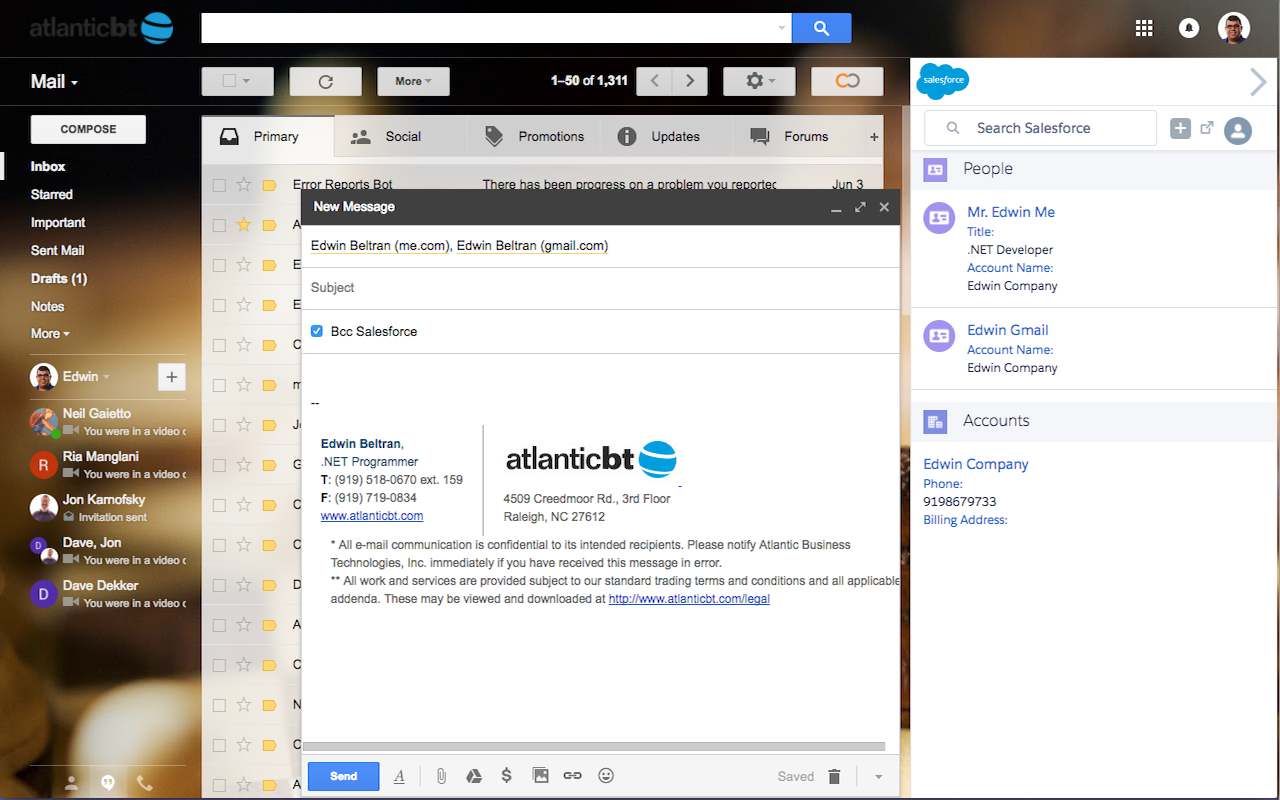 atlanticbt
Mail
More
1–50 of 1,311
salesforce
Search Salesforce
COMPOSE
Inbox
Starred
Important
Sent Mail
Drafts (1)
Notes
More
Edwin
Neil Gaietto
You were in a video c
R
Ria Manglani
You were in a video c
Jon Karnofsky
Invitation sent
D
Dave, Jon
You were in a video c
D
Dave Dekker
You were in a video c
Primary
Social
Promotions
Updates
Forums
+
Error Reports Bot
There has been progress on a problem you reported
Jun 3
A
E
E
C
m
Jo
G
C
C
D
A
C
N
C
A
New Message
Edwin Beltran (me.com), Edwin Beltran (gmail.com)
Subject
Bcc Salesforce
--
Edwin Beltran,
.NET Programmer
T: (919) 518-0670 ext. 159
F: (919) 719-0834
www.atlanticbt.com
atlanticbt
4509 Creedmoor Rd., 3rd Floor
Raleigh, NC 27612
* All e-mail communication is confidential to its intended recipients. Please notify Atlantic Business
Technologies, Inc. immediately if you have received this message in error.
** All work and services are provided subject to our standard trading terms and conditions and all applicable
addenda. These may be viewed and downloaded at http://www.atlanticbt.com/legal
Send
A
$
Saved
People
Mr. Edwin Me
Title:
.NET Developer
Account Name:
Edwin Company
Edwin Gmail
Account Name:
Edwin Company
Accounts
Edwin Company
Phone:
9198679733
Billing Address: